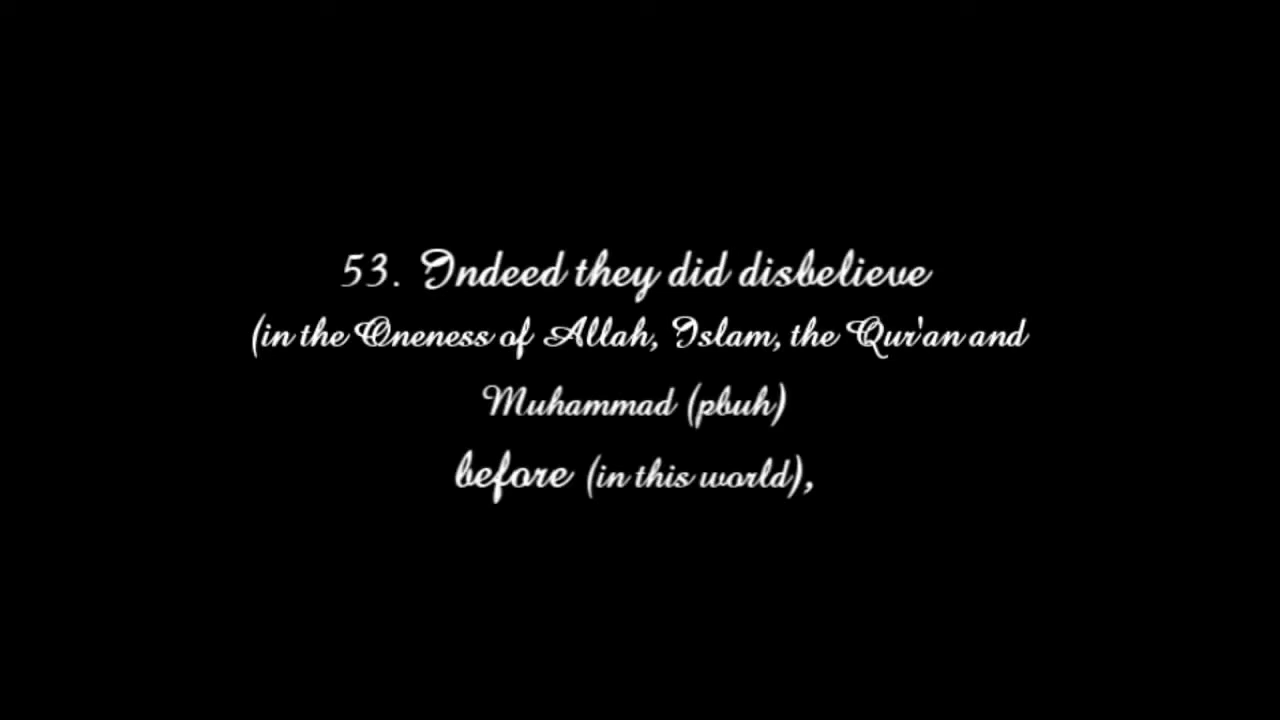 53. Indeed they did disbelieve
(in the Oneness of Allah, Islam, the Qur'an and
Muhammad (pbuh)
before (in this world),